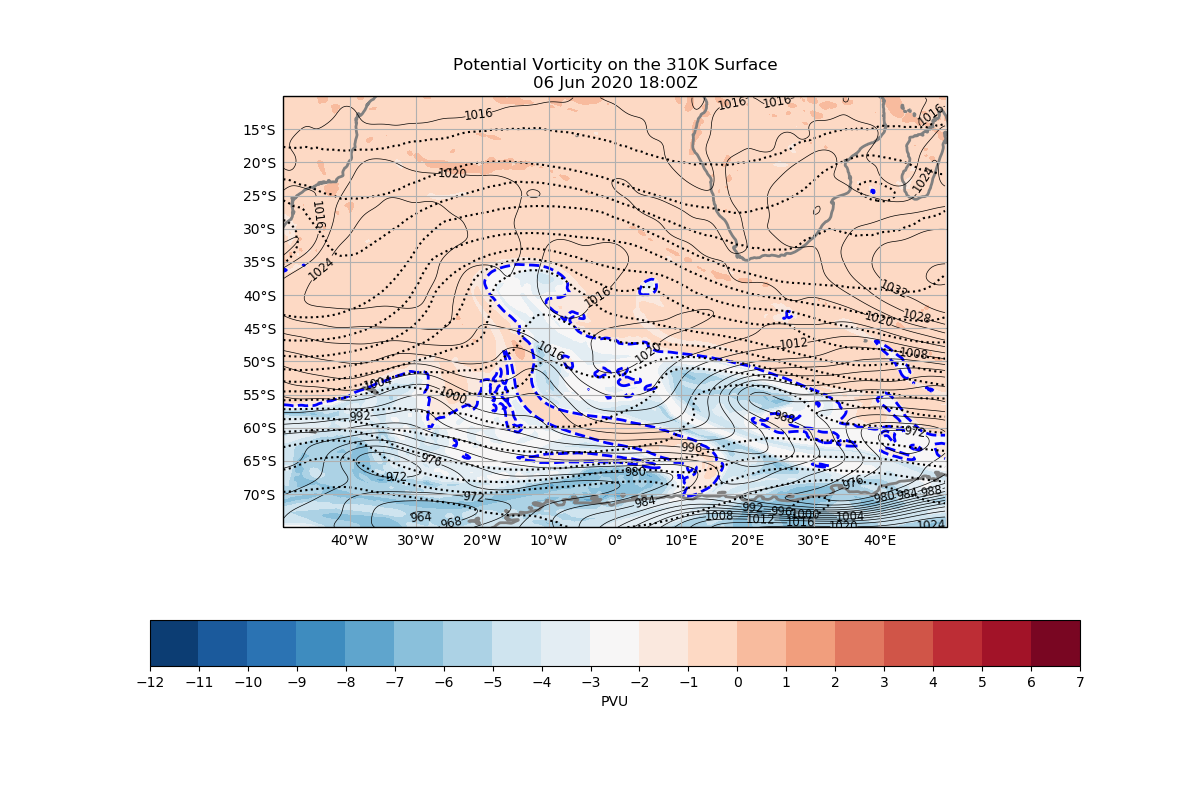 Potential Vorticity on the 310K Surface
06 Jun 2020 18:00Z
1016 1016 1016 1016
15°S
20°S
1020 1024
25°S
1016
30°S
35°S
1024
1032
40°S
1016
1020 1028
45°S
1016 1020 1012 1008
50°S
1004
1000
55°S
992 988
972
60°S
996
976
65°S
972 980 976
972 984 980 984 988
70°S
964 968 1008 992 996 1000 1004
1012 1016 1020 1024
40°W 30°W 20°W 10°W 0° 10°E 20°E 30°E 40°E
−12 −11 −10 −9 −8 −7 −6 −5 −4 −3 −2 −1 0 1 2 3 4 5 6 7
PVU